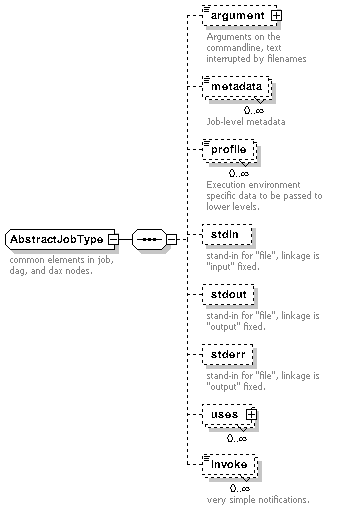 argument
Arguments on the
commandline, text
interrupted by filenames
metadata
0..∞
Job-level metadata
profile
0..∞
Execution environment
specific data to be passed to
lower levels.
AbstractJobType
common elements in job,
dag, and dax nodes.
stdin
stand-in for "file", linkage is
"input" fixed.
stdout
stand-in for "file", linkage is
"output" fixed.
stderr
stand-in for "file", linkage is
"output" fixed.
uses
0..∞
invoke
0..∞
very simple notifications.